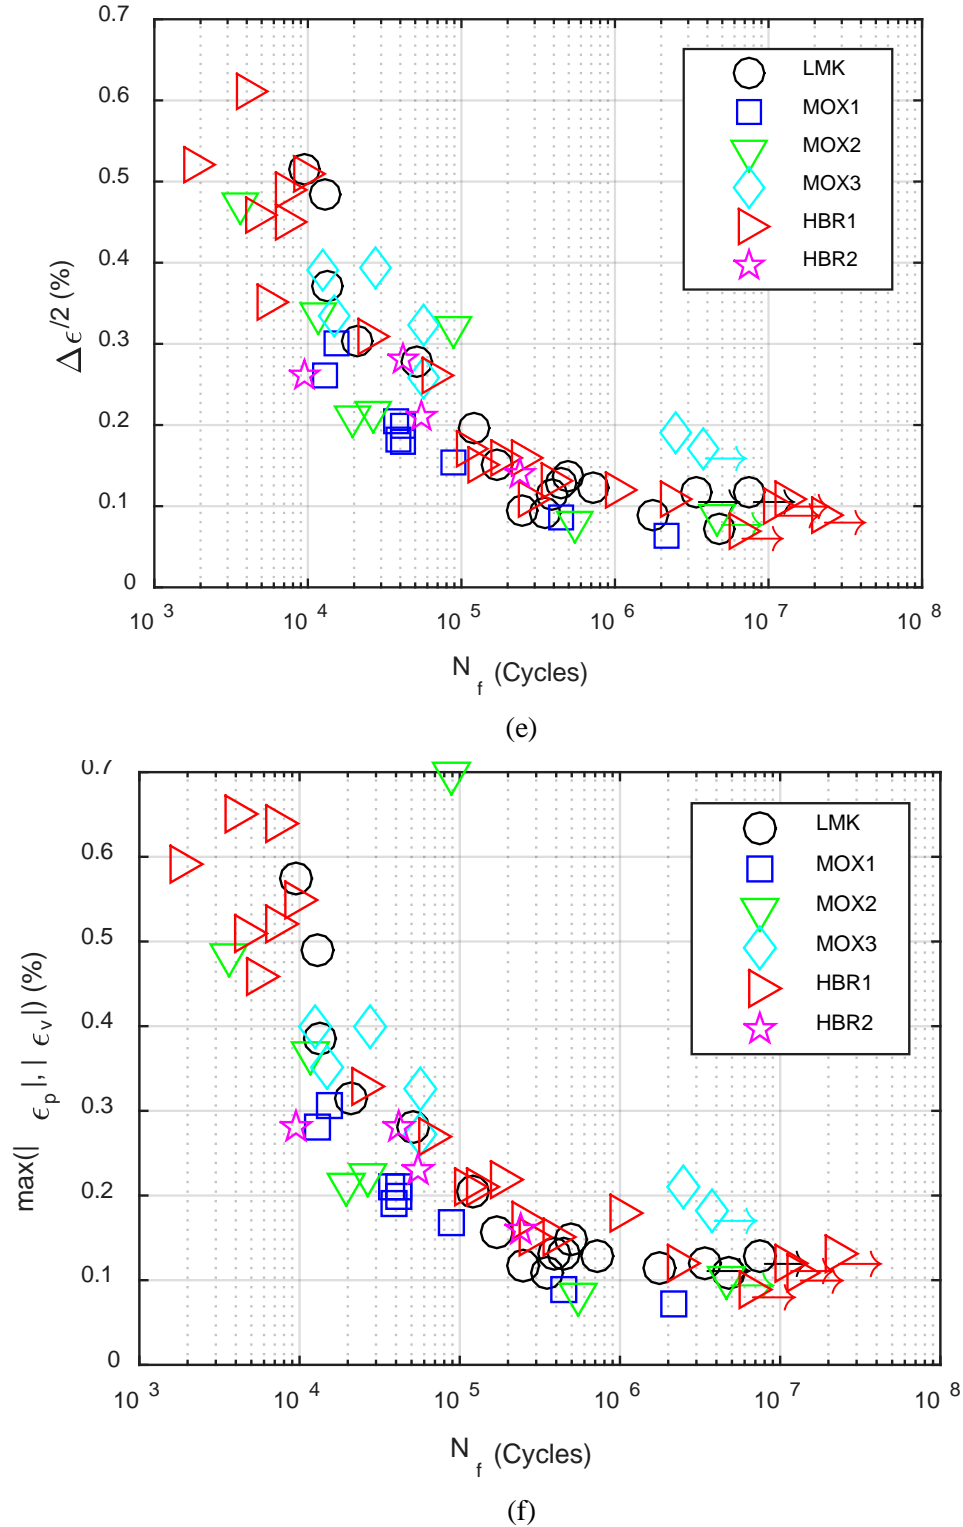 0.7
0.6
0.5
0.4
0.3
0.2
0.1
0
Δϵ/2 (%)
10 3 10 4 10 5 10 6 10 7 10 8
N f (Cycles)
LMK
MOX1
MOX2
MOX3
HBR1
HBR2
(e)
0.7
0.6
0.5
0.4
0.3
0.2
0.1
0
max(| ϵp |, | ϵv |) (%)
10 3 10 4 10 5 10 6 10 7 10 8
N f (Cycles)
LMK
MOX1
MOX2
MOX3
HBR1
HBR2
(f)